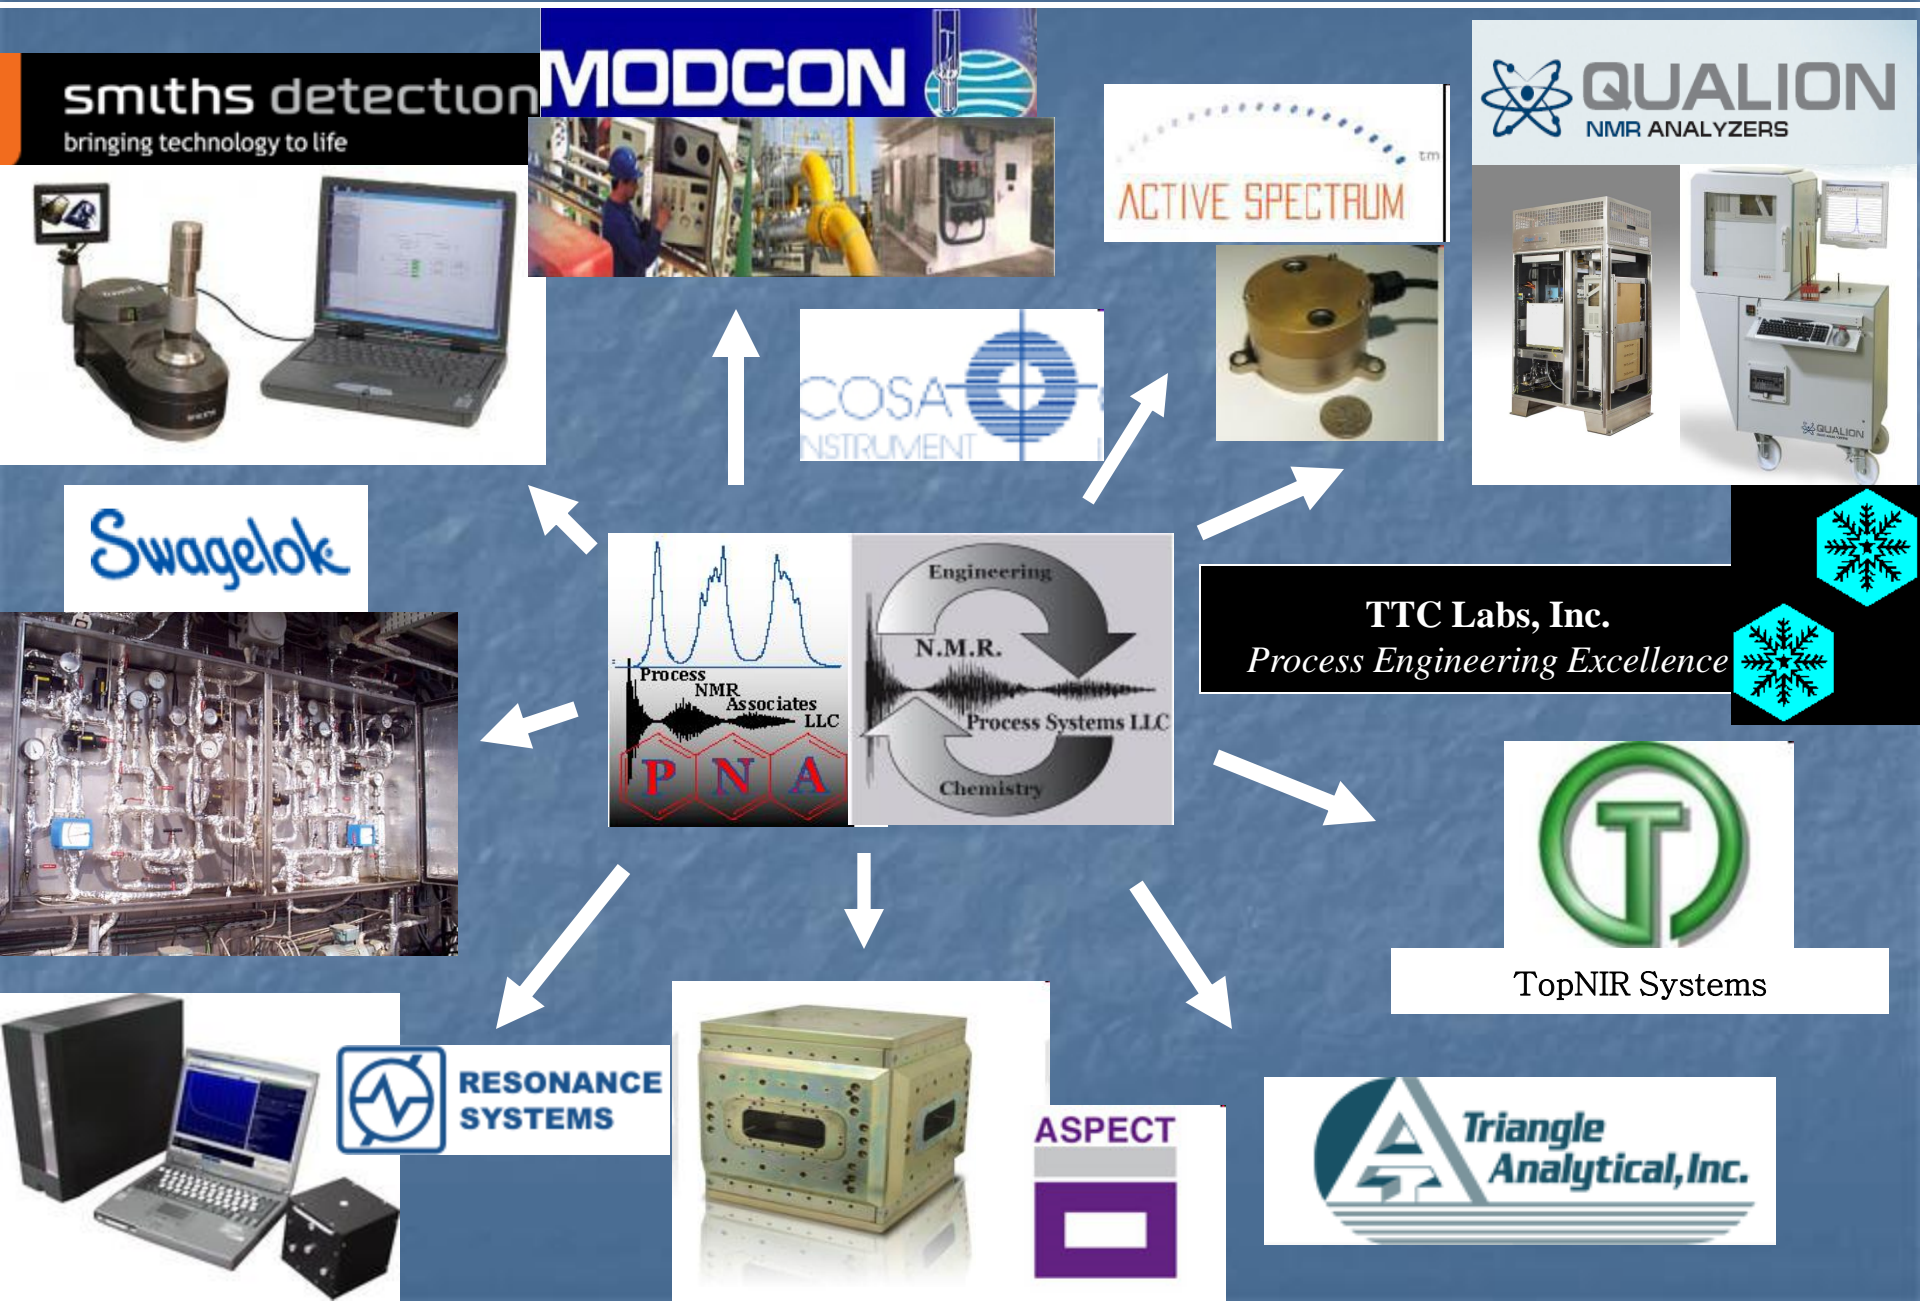 smiths detection
bringing technology to life
MODCON
ACTIVE SPECTRUM
tm
QUALION
NMR ANALYZERS
QUALION
COSA
INSTRUMENT
Swagelok
Process
NMR
Associates
LLC
P N A
Engineering
N.M.R.
Process Systems LLC
Chemistry
TTC Labs, Inc.
Process Engineering Excellence
T
TopNIR Systems
RESONANCE
SYSTEMS
ASPECT
Triangle
Analytical, Inc.